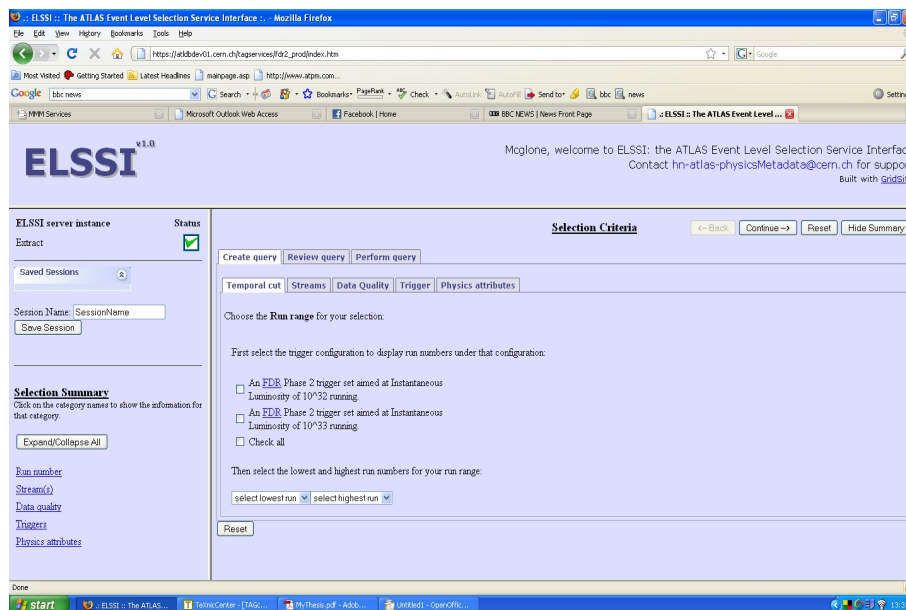 .: ELSSI :: The ATLAS Event Level Selection Service Interface :. - Mozilla Firefox
File Edit View History Bookmarks Tools Help
https://atldbdev01.cern.ch/tagservices/fdr2_prod/index.htm
Google
Most Visited Getting Started Latest Headlines mainpage.asp http://www.atpm.com...
Google bbc news Search Bookmarks PageRank Check AutoLink AutoFill Send to bbc news Settin
MMM Services Microsoft Outlook Web Access Facebook | Home BBC NEWS | News Front Page .: ELSSI :: The ATLAS Event Level ...
ELSSI v1.0
Mcglone, welcome to ELSSI: the ATLAS Event Level Selection Service Interfac
Contact hn-atlas-physicsMetadata@cern.ch for suppo
Built with GridSit
ELSSI server instance Status
Extract
Saved Sessions
Session Name: SessionName
Save Session
Selection Summary
Click on the category names to show the information for
that category.
Expand/Collapse All
Run number
Stream(s)
Data quality
Triggers
Physics attributes
Selection Criteria
<--Back Continue --> Reset Hide Summary
Create query Review query Perform query
Temporal cut Streams Data Quality Trigger Physics attributes
Choose the Run range for your selection:
First select the trigger configuration to display run numbers under that configuration:
An FDR Phase 2 trigger set aimed at Instantaneous
Luminosity of 10^32 running.
An FDR Phase 2 trigger set aimed at Instantaneous
Luminosity of 10^33 running.
Check all
Then select the lowest and highest run numbers for your run range:
select lowest run select highest run
Reset
Done
start .: ELSSI :: The ATLAS... TeXnicCenter - [TAGc... MyThesis.pdf - Adob... Untitled1 - OpenOffic... 13:3